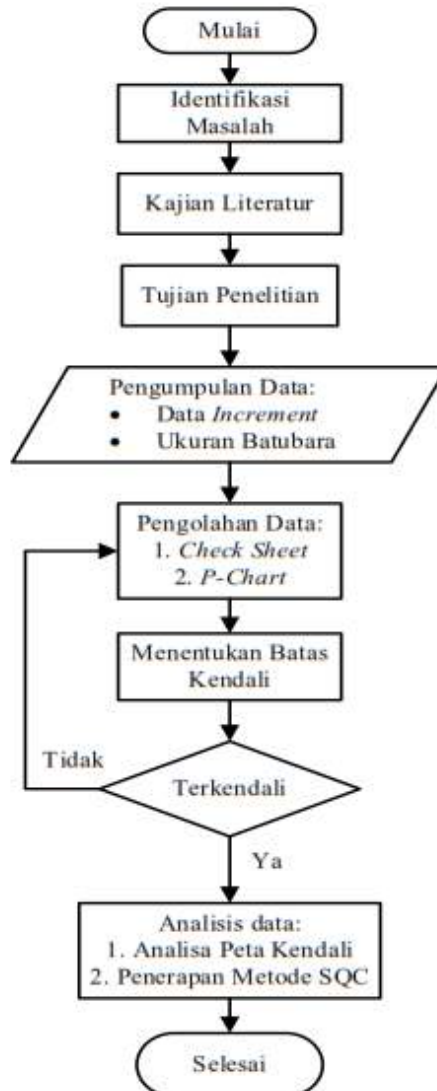 Mulai
Identifikasi
Masalah
Kajian Literatur
Tujian Penelitian
Pengumpulan Data:
• Data Increment
• Ukuran Batubara
Pengolahan Data:
1. Check Sheet
2. P-Chart
Menentukan Batas
Kendali
Tidak
Terkendali
Ya
Analisis data:
1. Analisa Peta Kendali
2. Penerapan Metode SQC
Selesai